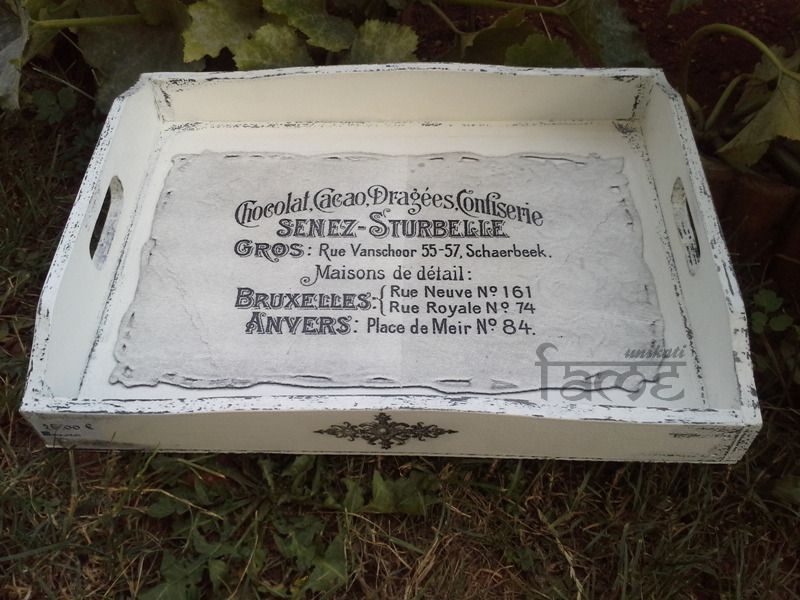 Chocolat, Cacao, Dragées, Confiserie
SENEZ-STURBELLE
GROS: Rue Vanschoor 55-57, Schaerbeek.
Maisons de détail:
BRUXELLES- { Rue Neuve Nº 161
Rue Royale Nº 74
ANVERS: Place de Meir Nº 84.
unikati